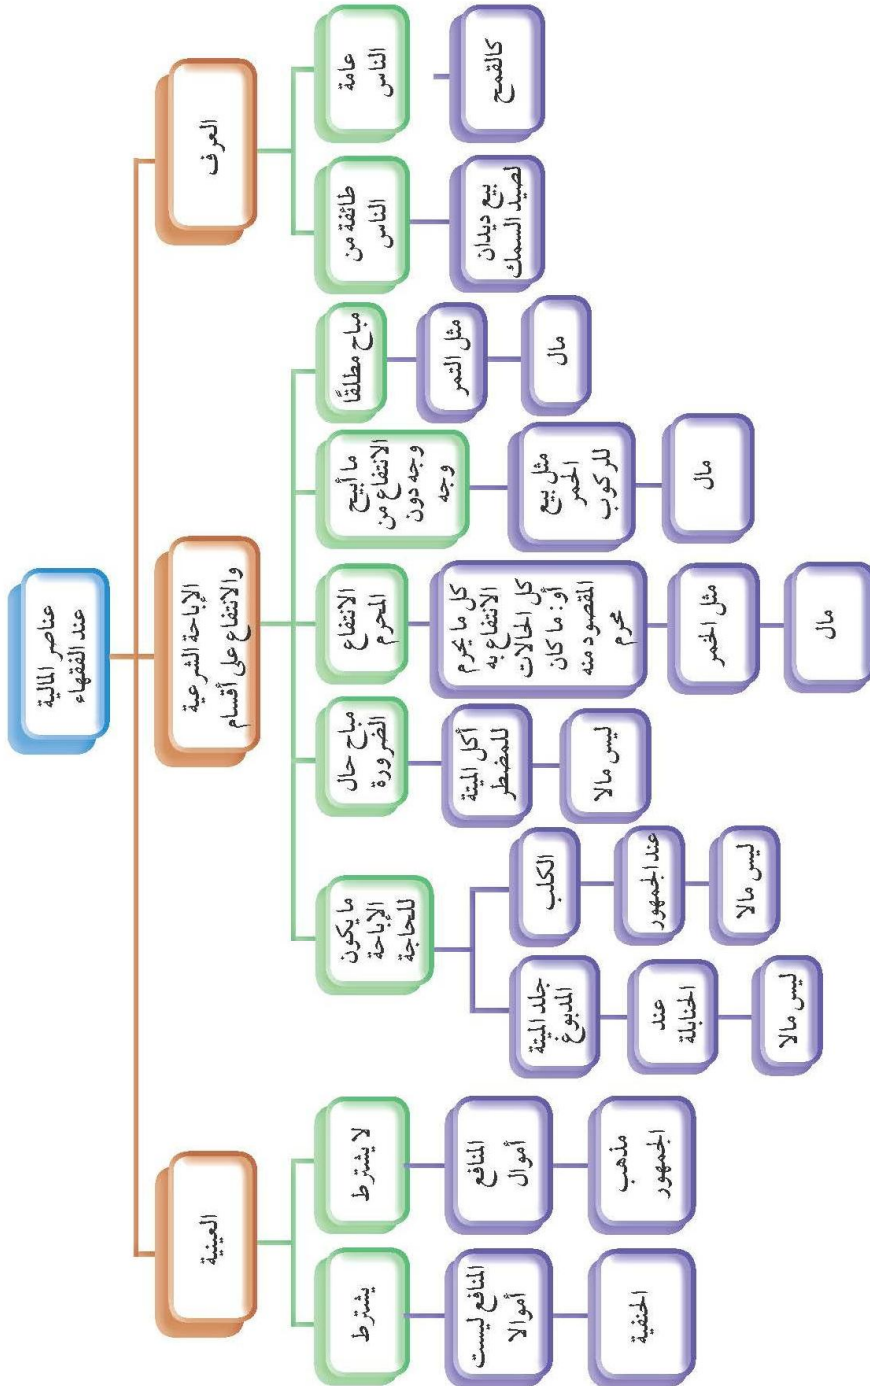 عناصر المالية
عند الفقهاء
العرف
عامة
الناس
كالقمح
طائفة من
الناس
بيع ديدان
لصيد السمك
الإباحة الشرعية
والانتفاع على أقسام
مباح مطلقًا
مثل التمر
مال
ما أبيح
الانتفاع من
وجه دون
وجه
مثل بيع
الحمر
للركوب
مال
الانتفاع
المحرم
كل ما يحرم
الانتفاع به
كل الحالات
أو: ما كان
المقصود منه
محرم
مثل الخمر
مال
مباح حال
الضرورة
أكل الميتة
للمضطر
ليس مالا
ما يكون
الإباحة
للحاجة
الكلب
عند الجمهور
ليس مالا
جلد الميتة
المدبوغ
عند
الحنابلة
ليس مالا
العينية
لا يشترط
المنافع
أموال
مذهب
الجمهور
يشترط
المنافع ليست
أموالا
الحنفية